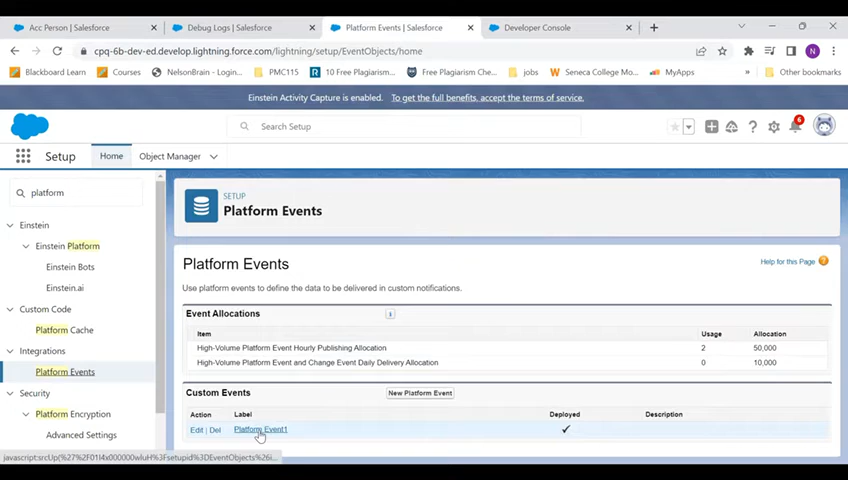 Acc Person | Salesforce
Debug Logs | Salesforce
Platform Events | Salesforce
Developer Console
cpq-6b-dev-ed.develop.lightning.force.com/lightning/setup/EventObjects/home
N
Blackboard Learn
Courses
NelsonBrain - Login...
PMC115
10 Free Plagiarism...
Free Plagiarism Che...
jobs
Seneca College Mo...
MyApps
»
Other bookmarks
Einstein Activity Capture is enabled. To get the full benefits, accept the terms of service.
Search Setup
6
Setup
Home
Object Manager
platform
Einstein
Einstein Platform
Einstein Bots
Einstein.ai
Custom Code
Platform Cache
Integrations
Platform Events
Security
Platform Encryption
Advanced Settings
SETUP
Platform Events
Platform Events
Help for this Page ?
Use platform events to define the data to be delivered in custom notifications.
Event Allocations i
Item Usage Allocation
High-Volume Platform Event Hourly Publishing Allocation 2 50,000
High-Volume Platform Event and Change Event Daily Delivery Allocation 0 10,000
Custom Events New Platform Event
Action Label Deployed Description
Edit | Del Platform Event1 ✓